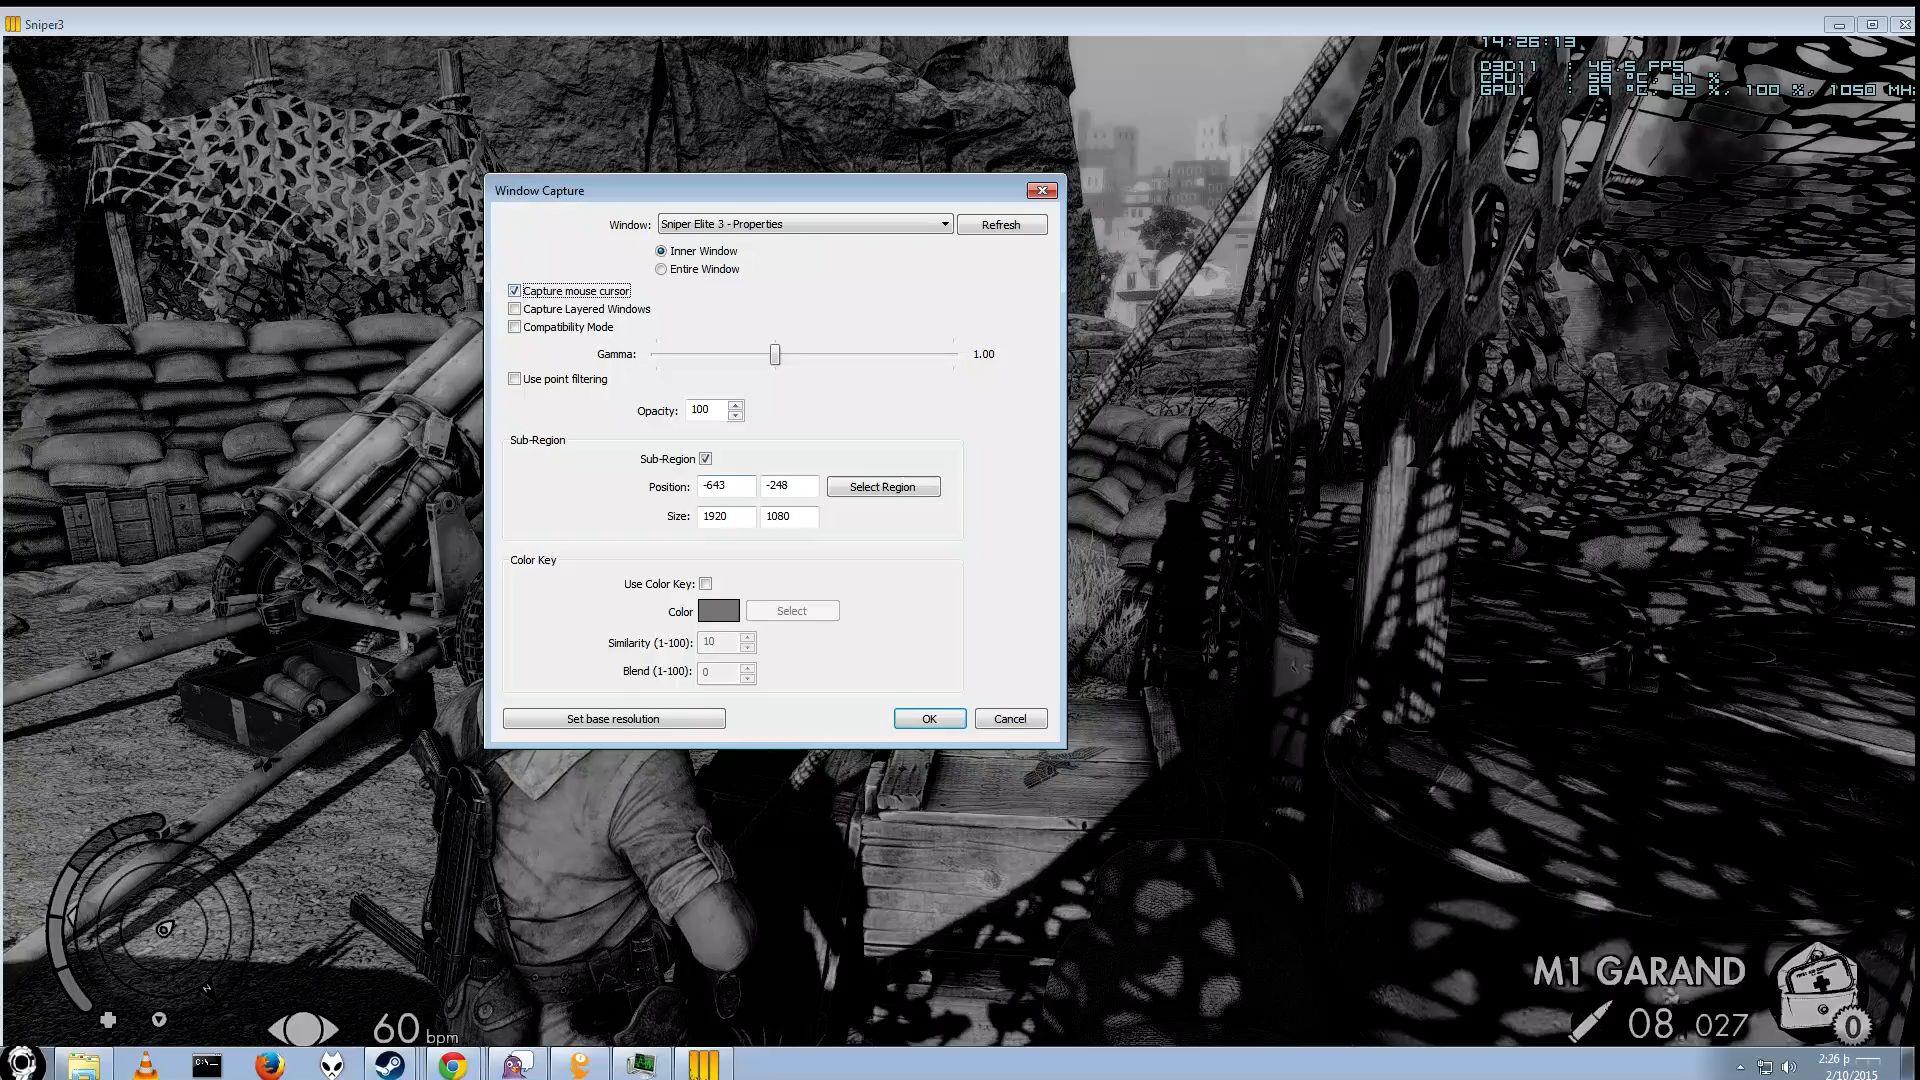 Sniper3
14:26:13
D3D11 : 46.5 FPS
CPU1 : 58 °C, 41 %
GPU1 : 87 °C, 82 %, 100 %, 1050 MH
Window Capture
Window: Sniper Elite 3 - Properties Refresh
Inner Window
Entire Window
Capture mouse cursor
Capture Layered Windows
Compatibility Mode
Gamma: 1.00
Use point filtering
Opacity: 100
Sub-Region
Sub-Region
Position: -643 -248 Select Region
Size: 1920 1080
Color Key
Use Color Key:
Color Select
Similarity (1-100): 10
Blend (1-100): 0
Set base resolution OK Cancel
M1 GARAND
08 027
0
N
60 bpm
C:\
2:26 þ
2/10/2015